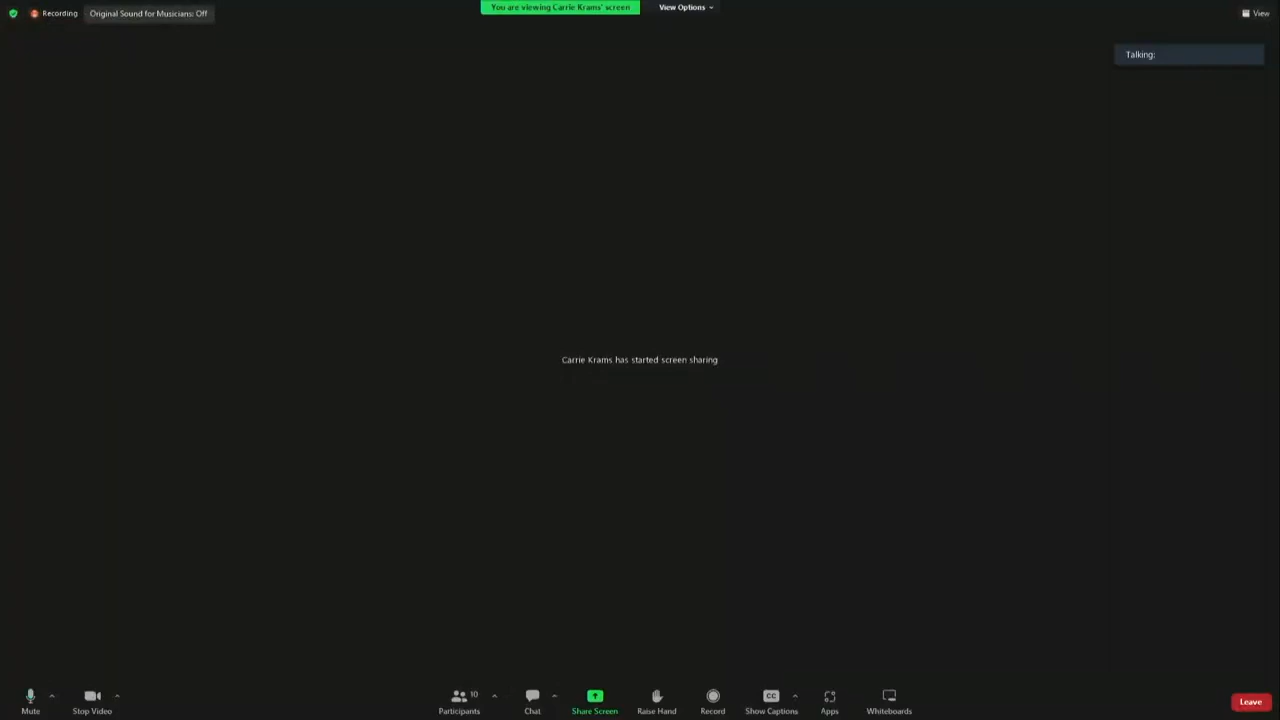 Recording
Original Sound for Musicians: Off
You are viewing Carrie Krams' screen
View Options
View
Talking:
Carrie Krams has started screen sharing
Mute
Stop Video
Participants
10
Chat
Share Screen
Raise Hand
Record
CC
Show Captions
Apps
Whiteboards
Leave